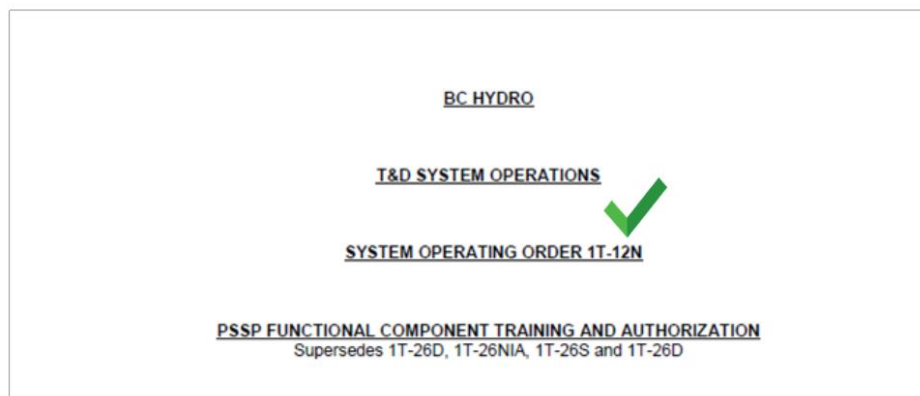 BC HYDRO
T&D SYSTEM OPERATIONS
SYSTEM OPERATING ORDER 1T-12N
PSSP FUNCTIONAL COMPONENT TRAINING AND AUTHORIZATION
Supersedes 1T-26D, 1T-26NIA, 1T-26S and 1T-26D